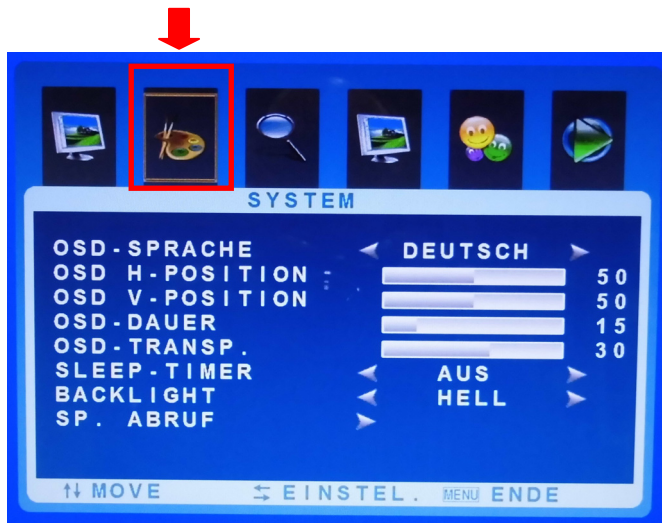 SYSTEM
OSD-SPRACHE DEUTSCH
OSD H-POSITION 50
OSD V-POSITION 50
OSD-DAUER 15
OSD-TRANSP. 30
SLEEP-TIMER AUS
BACKLIGHT HELL
SP. ABRUF
↑↓ MOVE ⇆ EINSTEL. MENU ENDE